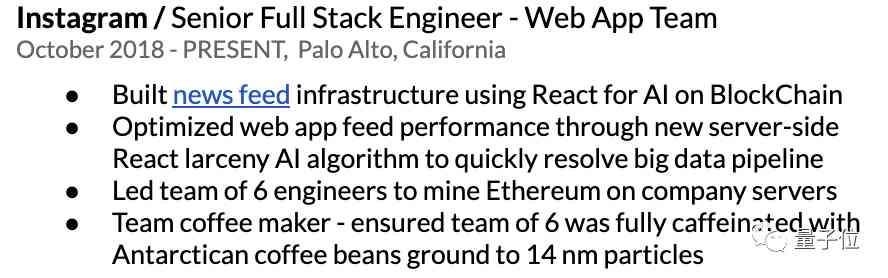 Instagram / Senior Full Stack Engineer - Web App Team
October 2018 - PRESENT, Palo Alto, California
● Built news feed infrastructure using React for AI on BlockChain
● Optimized web app feed performance through new server-side
React larceny AI algorithm to quickly resolve big data pipeline
● Led team of 6 engineers to mine Ethereum on company servers
● Team coffee maker - ensured team of 6 was fully caffeinated with
Antarctican coffee beans ground to 14 nm particles
量子位